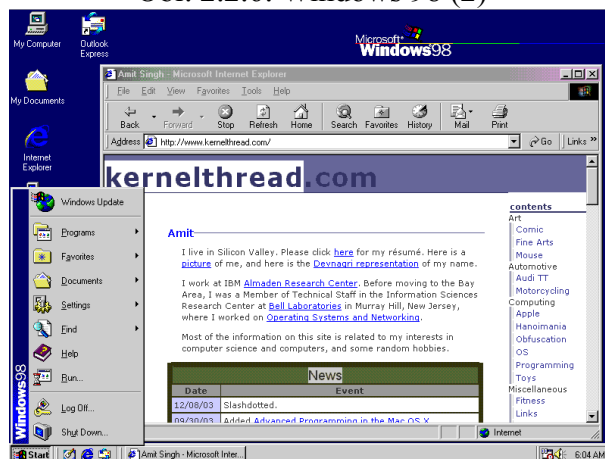 My Computer
Outlook Express
Microsoft
Windows98
My Documents
Internet Explorer
Amit Singh - Microsoft Internet Explorer
File Edit View Favorites Tools Help
Back Forward Stop Refresh Home Search Favorites History Mail Print
Address http://www.kernelthread.com/ Go Links »
kernelthread.com
Amit
I live in Silicon Valley. Please click here for my résumé. Here is a
picture of me, and here is the Devnagri representation of my name.
I work at IBM Almaden Research Center. Before moving to the Bay
Area, I was a Member of Technical Staff in the Information Sciences
Research Center at Bell Laboratories in Murray Hill, New Jersey,
where I worked on Operating Systems and Networking.
Most of the information on this site is related to my interests in
computer science and computers, and some random hobbies.
News
Date Event
12/08/03 Slashdotted.
09/30/03 Added Advanced Programming in the Mac OS X
contents
Art
Comic
Fine Arts
Mouse
Automotive
Audi TT
Motorcycling
Computing
Apple
Hanoimania
Obfuscation
OS
Programming
Toys
Miscellaneous
Fitness
Links
Internet
Windows Update
Programs
Favorites
Documents
Settings
Find
Help
Run...
Log Off...
Shut Down...
Windows98
Start
Amit Singh - Microsoft Inter...
6:04 AM